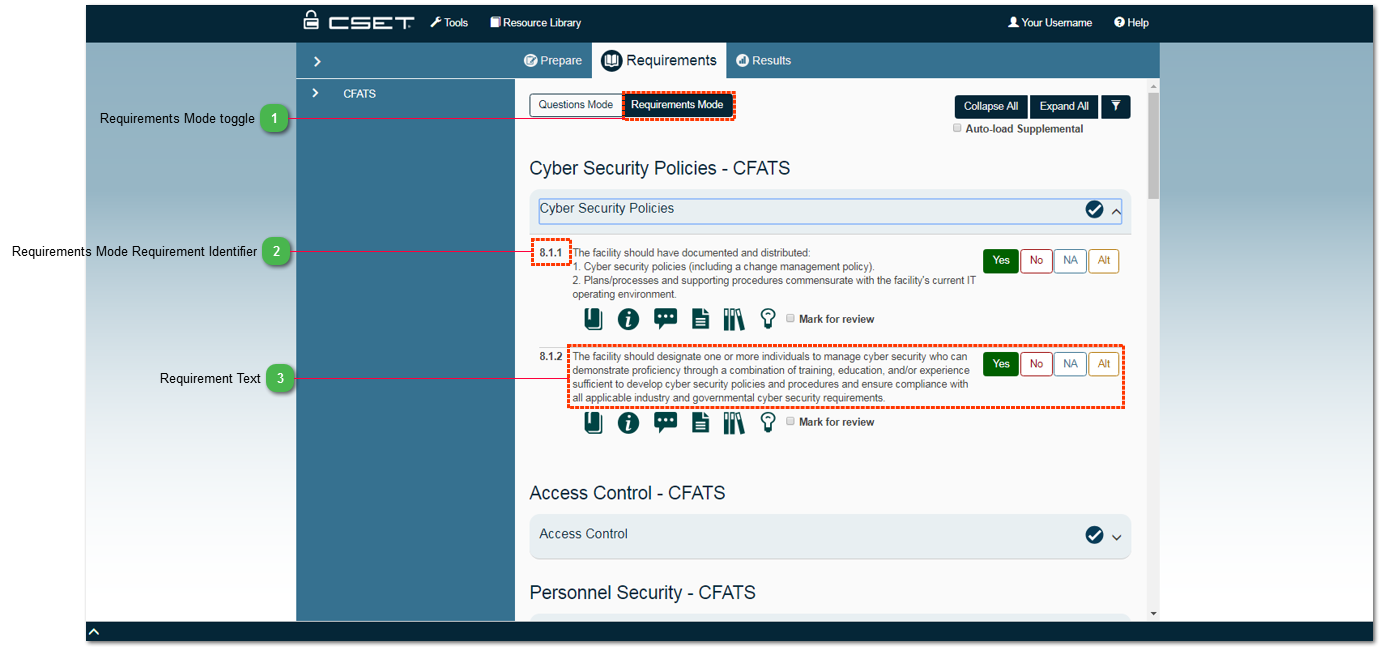 CSET
Tools
Resource Library
Your Username
Help
Prepare
Requirements
Results
CFATS
Questions Mode
Requirements Mode
Collapse All
Expand All
Auto-load Supplemental
Requirements Mode toggle 1
Cyber Security Policies - CFATS
Cyber Security Policies
Requirements Mode Requirement Identifier 2
8.1.1 The facility should have documented and distributed:
1. Cyber security policies (including a change management policy).
2. Plans/processes and supporting procedures commensurate with the facility's current IT
operating environment.
Yes No NA Alt
Mark for review
Requirement Text 3
8.1.2 The facility should designate one or more individuals to manage cyber security who can
demonstrate proficiency through a combination of training, education, and/or experience
sufficient to develop cyber security policies and procedures and ensure compliance with
all applicable industry and governmental cyber security requirements.
Yes No NA Alt
Mark for review
Access Control - CFATS
Access Control
Personnel Security - CFATS